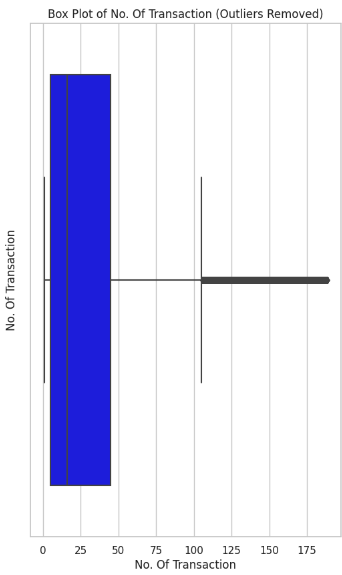 Box Plot of No. Of Transaction (Outliers Removed)
No. Of Transaction
0 25 50 75 100 125 150 175
No. Of Transaction